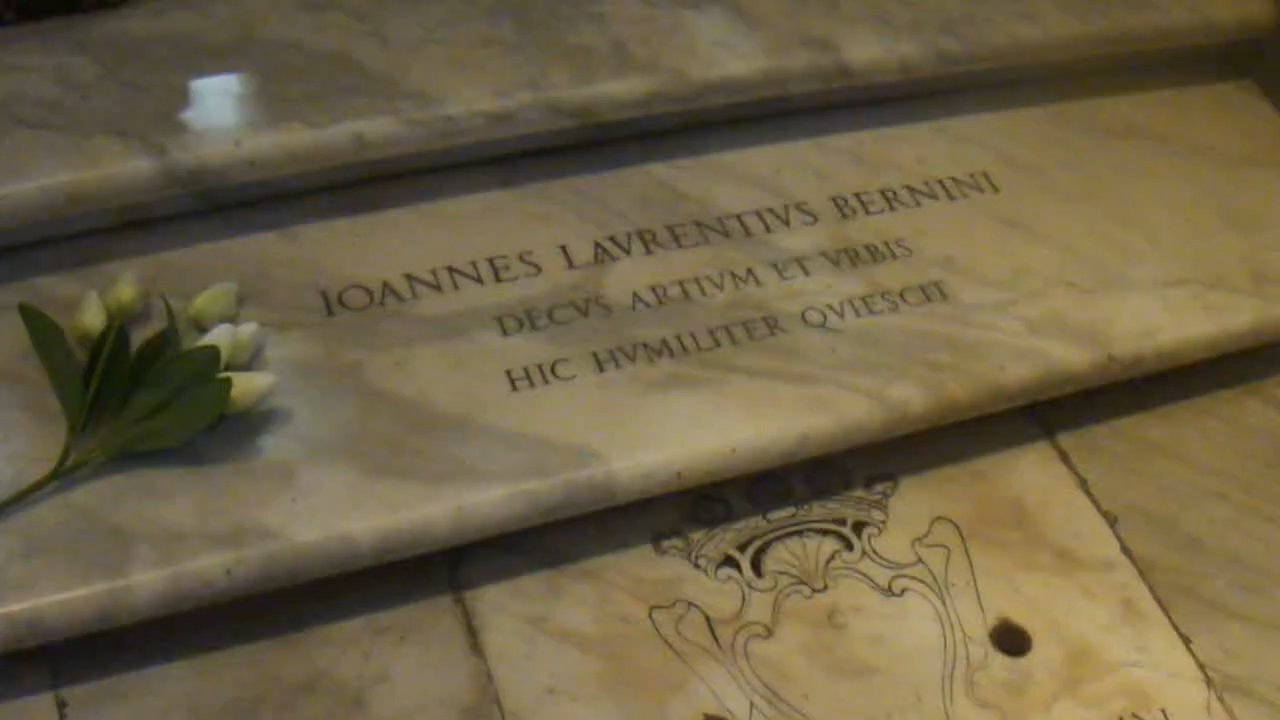 IOANNES LAVRENTIVS BERNINI
DECVS ARTIVM ET VRBIS
HIC HVMILITER QVIESCIT